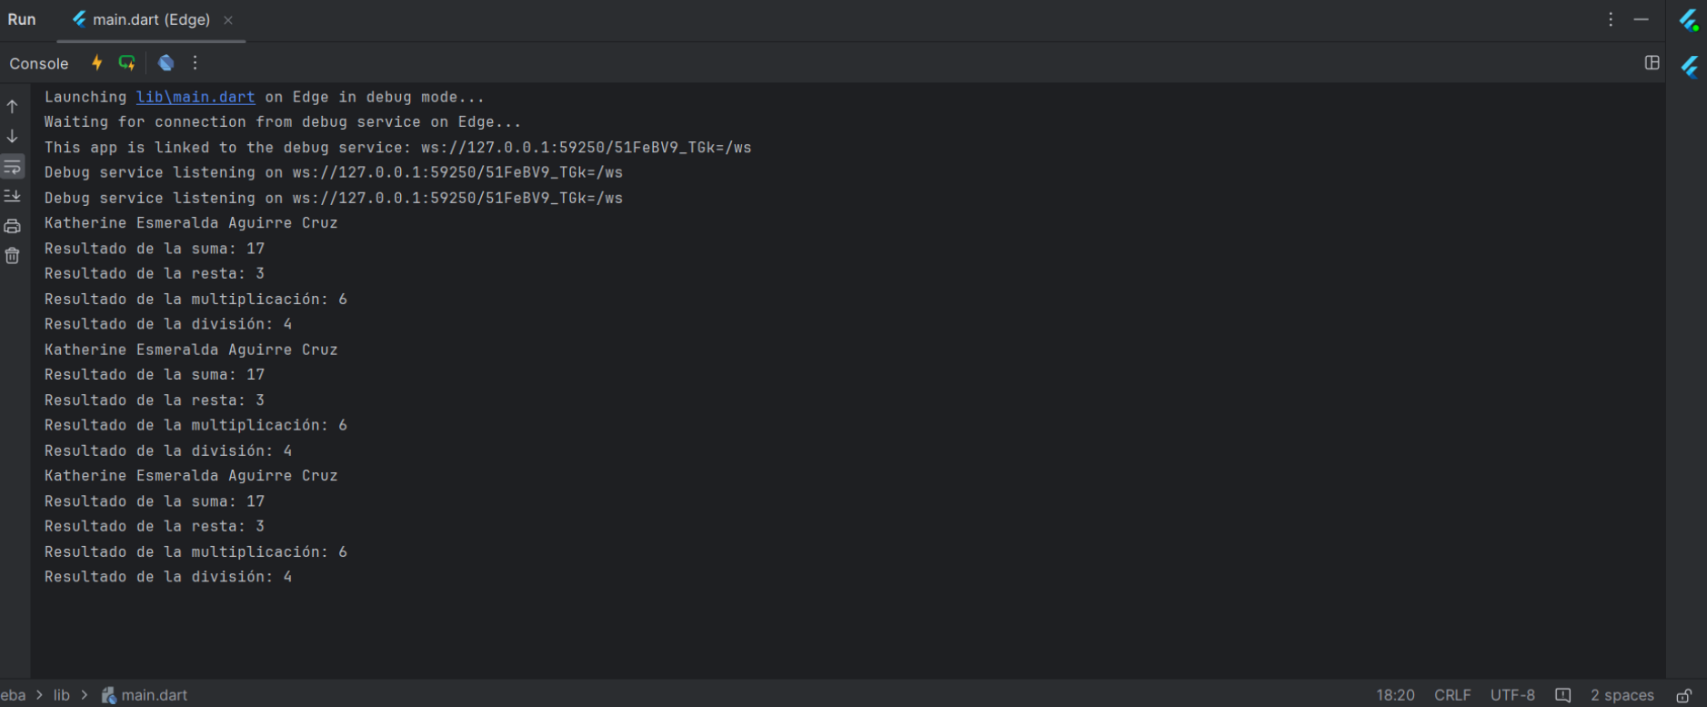 Run main.dart (Edge)
Console
Launching lib\main.dart on Edge in debug mode...
Waiting for connection from debug service on Edge...
This app is linked to the debug service: ws://127.0.0.1:59250/51FeBV9_TGk=/ws
Debug service listening on ws://127.0.0.1:59250/51FeBV9_TGk=/ws
Debug service listening on ws://127.0.0.1:59250/51FeBV9_TGk=/ws
Katherine Esmeralda Aguirre Cruz
Resultado de la suma: 17
Resultado de la resta: 3
Resultado de la multiplicación: 6
Resultado de la división: 4
Katherine Esmeralda Aguirre Cruz
Resultado de la suma: 17
Resultado de la resta: 3
Resultado de la multiplicación: 6
Resultado de la división: 4
Katherine Esmeralda Aguirre Cruz
Resultado de la suma: 17
Resultado de la resta: 3
Resultado de la multiplicación: 6
Resultado de la división: 4
eba > lib > main.dart 18:20 CRLF UTF-8 2 spaces